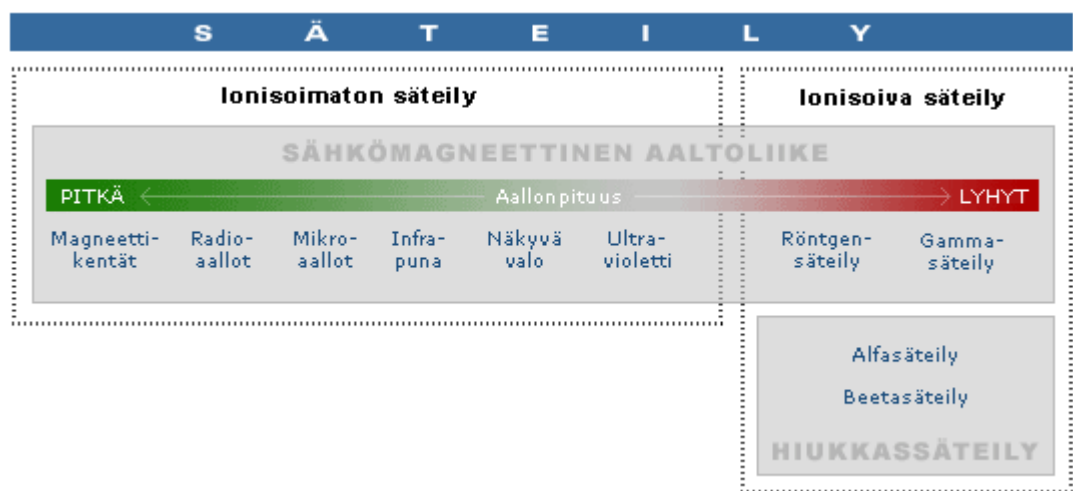 SÄTEILY
Ionisoimaton säteily
Ionisoiva säteily
SÄHKÖMAGNEETTINEN AALTOLIIKE
PITKÄ Aallonpituus LYHYT
Magneetti-
kentät
Radio-
aallot
Mikro-
aallot
Infra-
puna
Näkyvä
valo
Ultra-
violetti
Röntgen-
säteily
Gamma-
säteily
Alfasäteily
Beetasäteily
HIUKKASSÄTEILY